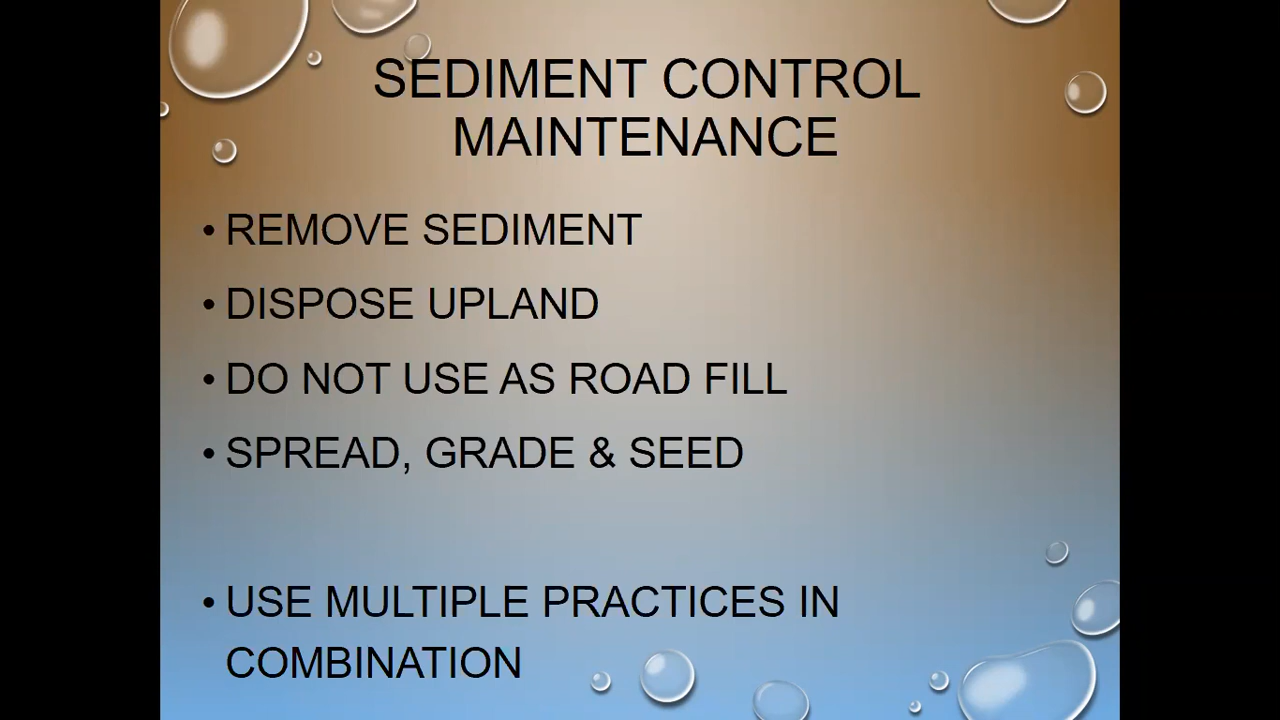 SEDIMENT CONTROL
MAINTENANCE
• REMOVE SEDIMENT
• DISPOSE UPLAND
• DO NOT USE AS ROAD FILL
• SPREAD, GRADE & SEED
• USE MULTIPLE PRACTICES IN
COMBINATION